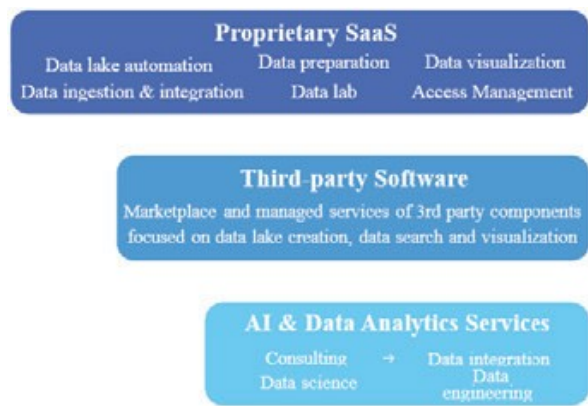 Proprietary SaaS
Data lake automation Data preparation Data visualization
Data ingestion & integration Data lab Access Management
Third-party Software
Marketplace and managed services of 3rd party components
focused on data lake creation, data search and visualization
AI & Data Analytics Services
Consulting → Data integration
Data science Data
engineering